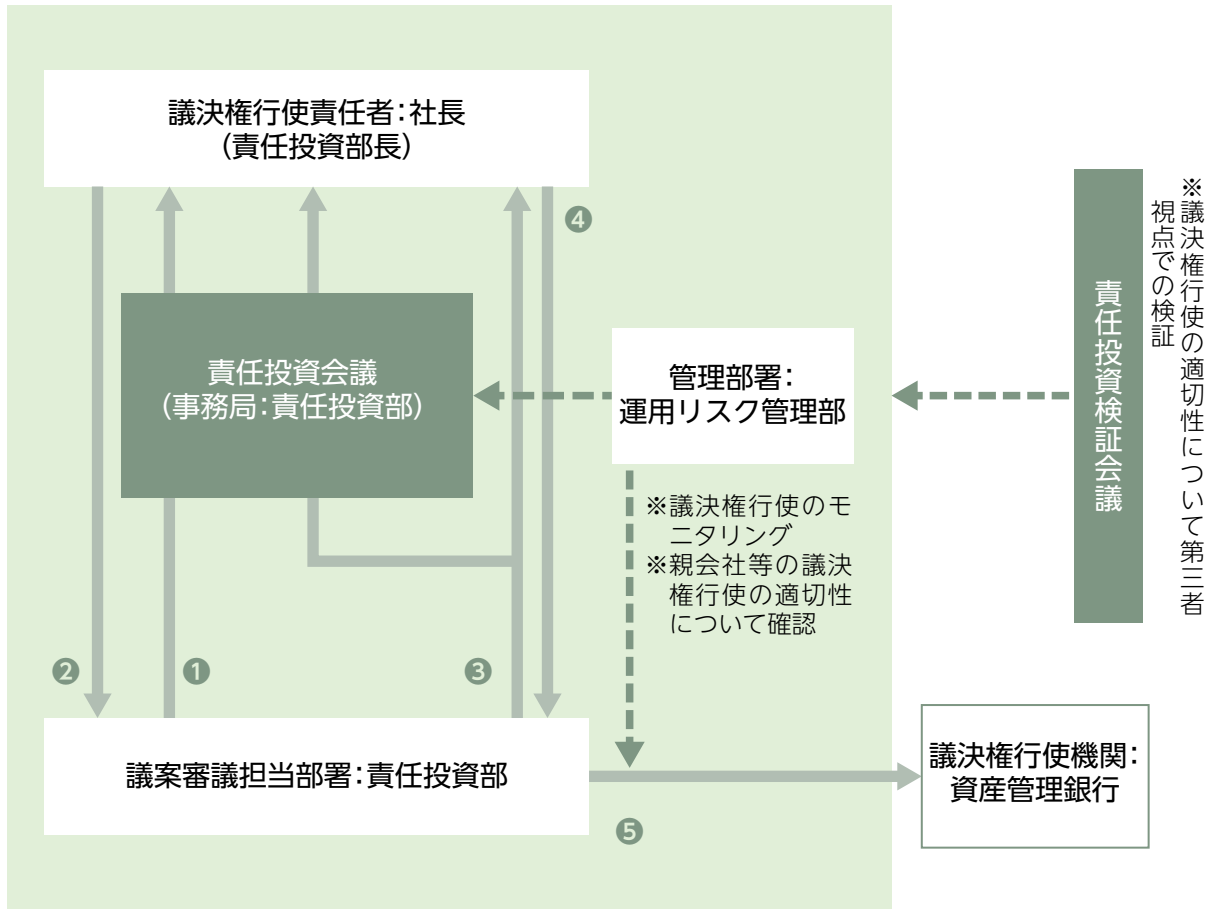 議決権行使責任者：社長
（責任投資部長）
❹
責任投資会議
（事務局：責任投資部）
管理部署：
運用リスク管理部
※議決権行使のモ
ニタリング
※親会社等の議決
権行使の適切性
について確認
責任投資検証会議
※議決権行使の適切性について第三者
視点での検証
❷
❶
❸
議案審議担当部署：責任投資部
議決権行使機関：
資産管理銀行
❺